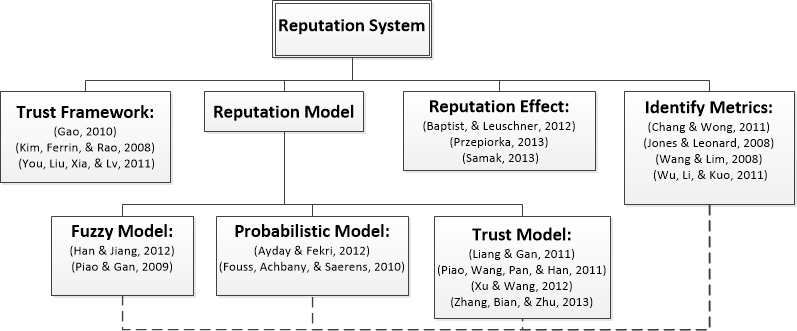 Reputation System
Trust Framework:
(Gao, 2010)
(Kim, Ferrin, & Rao, 2008)
(You, Liu, Xia, & Lv, 2011)
Reputation Model
Reputation Effect:
(Baptist, & Leuschner, 2012)
(Przepiorka, 2013)
(Samak, 2013)
Identify Metrics:
(Chang & Wong, 2011)
(Jones & Leonard, 2008)
(Wang & Lim, 2008)
(Wu, Li, & Kuo, 2011)
Fuzzy Model:
(Han & Jiang, 2012)
(Piao & Gan, 2009)
Probabilistic Model:
(Ayday & Fekri, 2012)
(Fouss, Achbany, & Saerens, 2010)
Trust Model:
(Liang & Gan, 2011)
(Piao, Wang, Pan, & Han, 2011)
(Xu & Wang, 2012)
(Zhang, Bian, & Zhu, 2013)